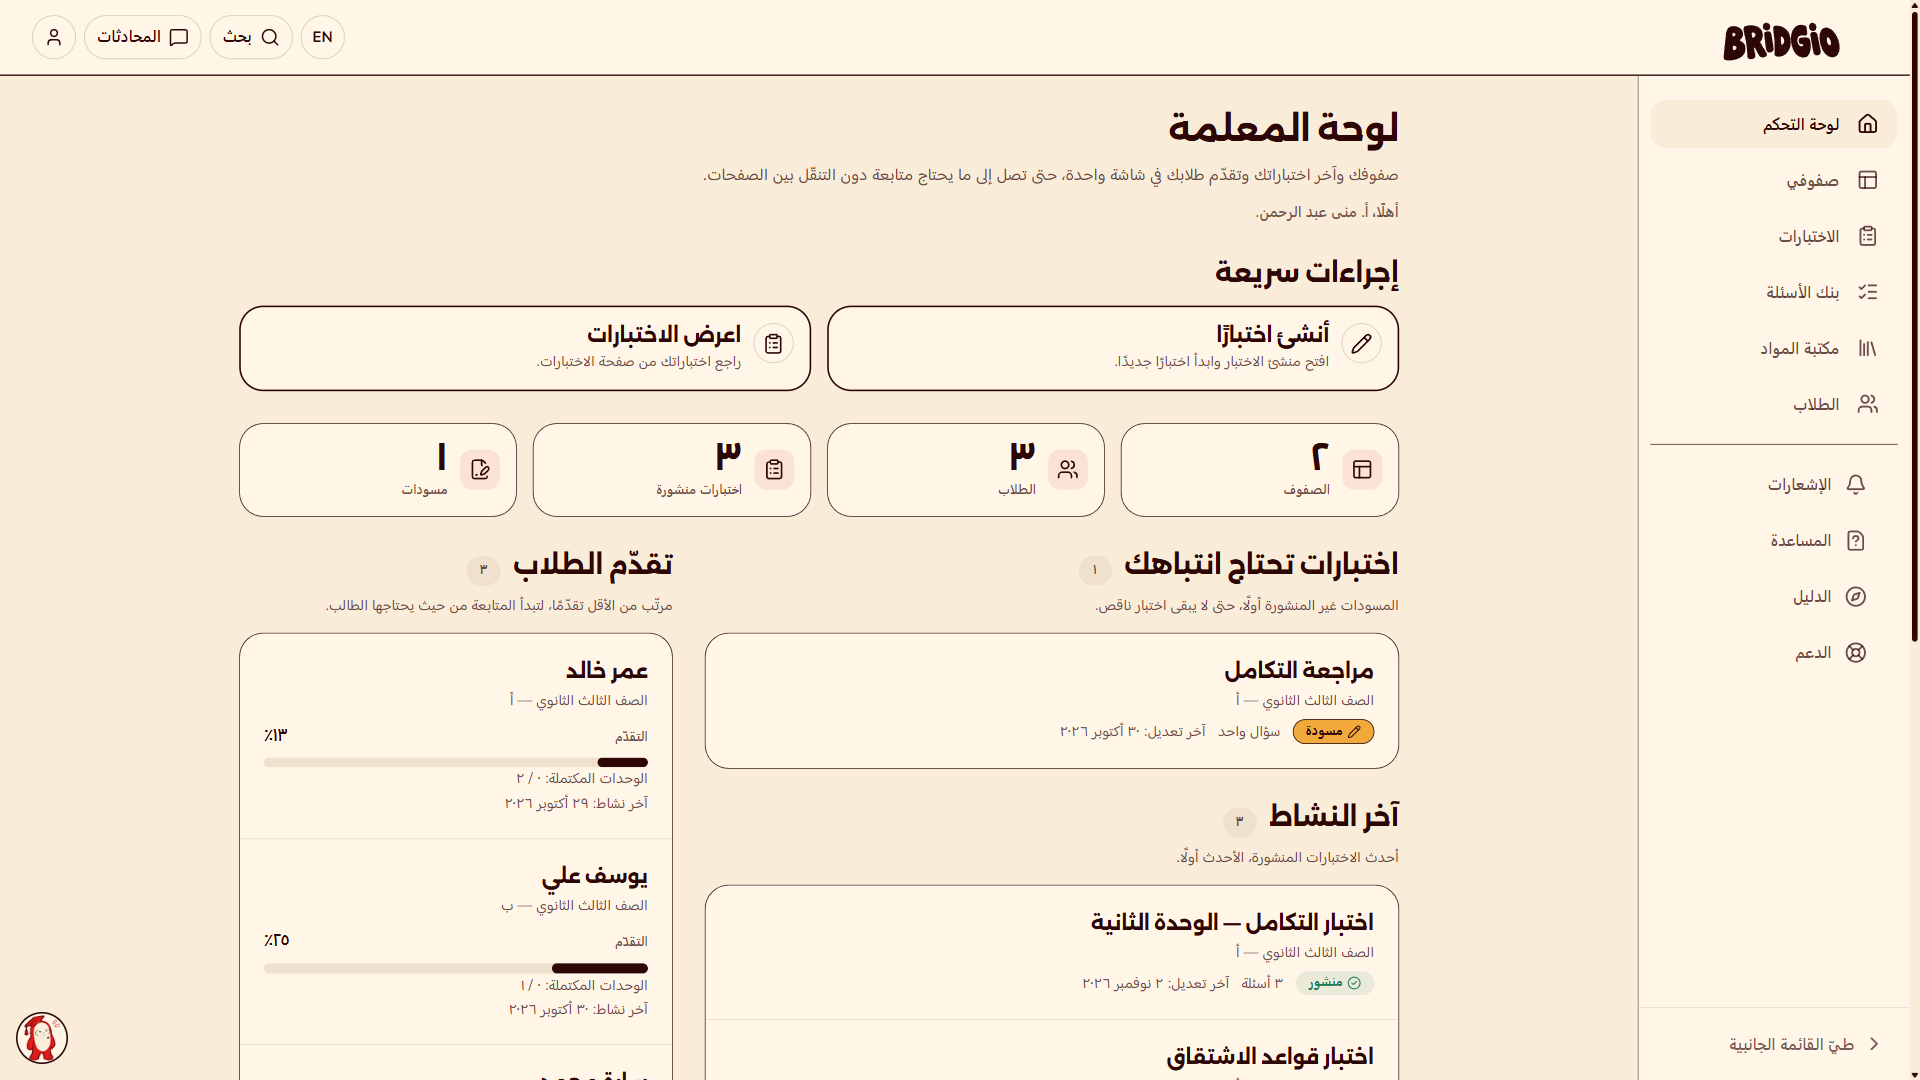 BRiDGiO
EN
بحث
المحادثات
لوحة التحكم
صفوفي
الاختبارات
بنك الأسئلة
مكتبة المواد
الطلاب
الإشعارات
المساعدة
الدليل
الدعم
طيّ القائمة الجانبية
لوحة المعلمة
صفوفك وآخر اختباراتك وتقدّم طلابك في شاشة واحدة، حتى تصل إلى ما يحتاج متابعة دون التنقّل بين الصفحات.
أهلًا، أ. منى عبد الرحمن.
إجراءات سريعة
أنشئ اختبارًا
افتح منشئ الاختبار وابدأ اختبارًا جديدًا.
اعرض الاختبارات
راجع اختباراتك من صفحة الاختبارات.
٢
الصفوف
٣
الطلاب
٣
اختبارات منشورة
١
مسودات
اختبارات تحتاج انتباهك ١
المسودات غير المنشورة أولًا، حتى لا يبقى اختبار ناقص.
مراجعة التكامل
الصف الثالث الثانوي — أ
مسودة سؤال واحد آخر تعديل: ٣٠ أكتوبر ٢٠٢٦
آخر النشاط ٣
أحدث الاختبارات المنشورة، الأحدث أولًا.
اختبار التكامل — الوحدة الثانية
الصف الثالث الثانوي — أ
منشور ٣ أسئلة آخر تعديل: ٢ نوفمبر ٢٠٢٦
اختبار قواعد الاشتقاق
تقدّم الطلاب ٣
مرتّب من الأقل تقدّمًا، لتبدأ المتابعة من حيث يحتاجها الطالب.
عمر خالد
الصف الثالث الثانوي — أ
التقدّم ١٣٪
الوحدات المكتملة: ٠ / ٢
آخر نشاط: ٢٩ أكتوبر ٢٠٢٦
يوسف علي
الصف الثالث الثانوي — ب
التقدّم ٢٥٪
الوحدات المكتملة: ٠ / ١
آخر نشاط: ٣٠ أكتوبر ٢٠٢٦